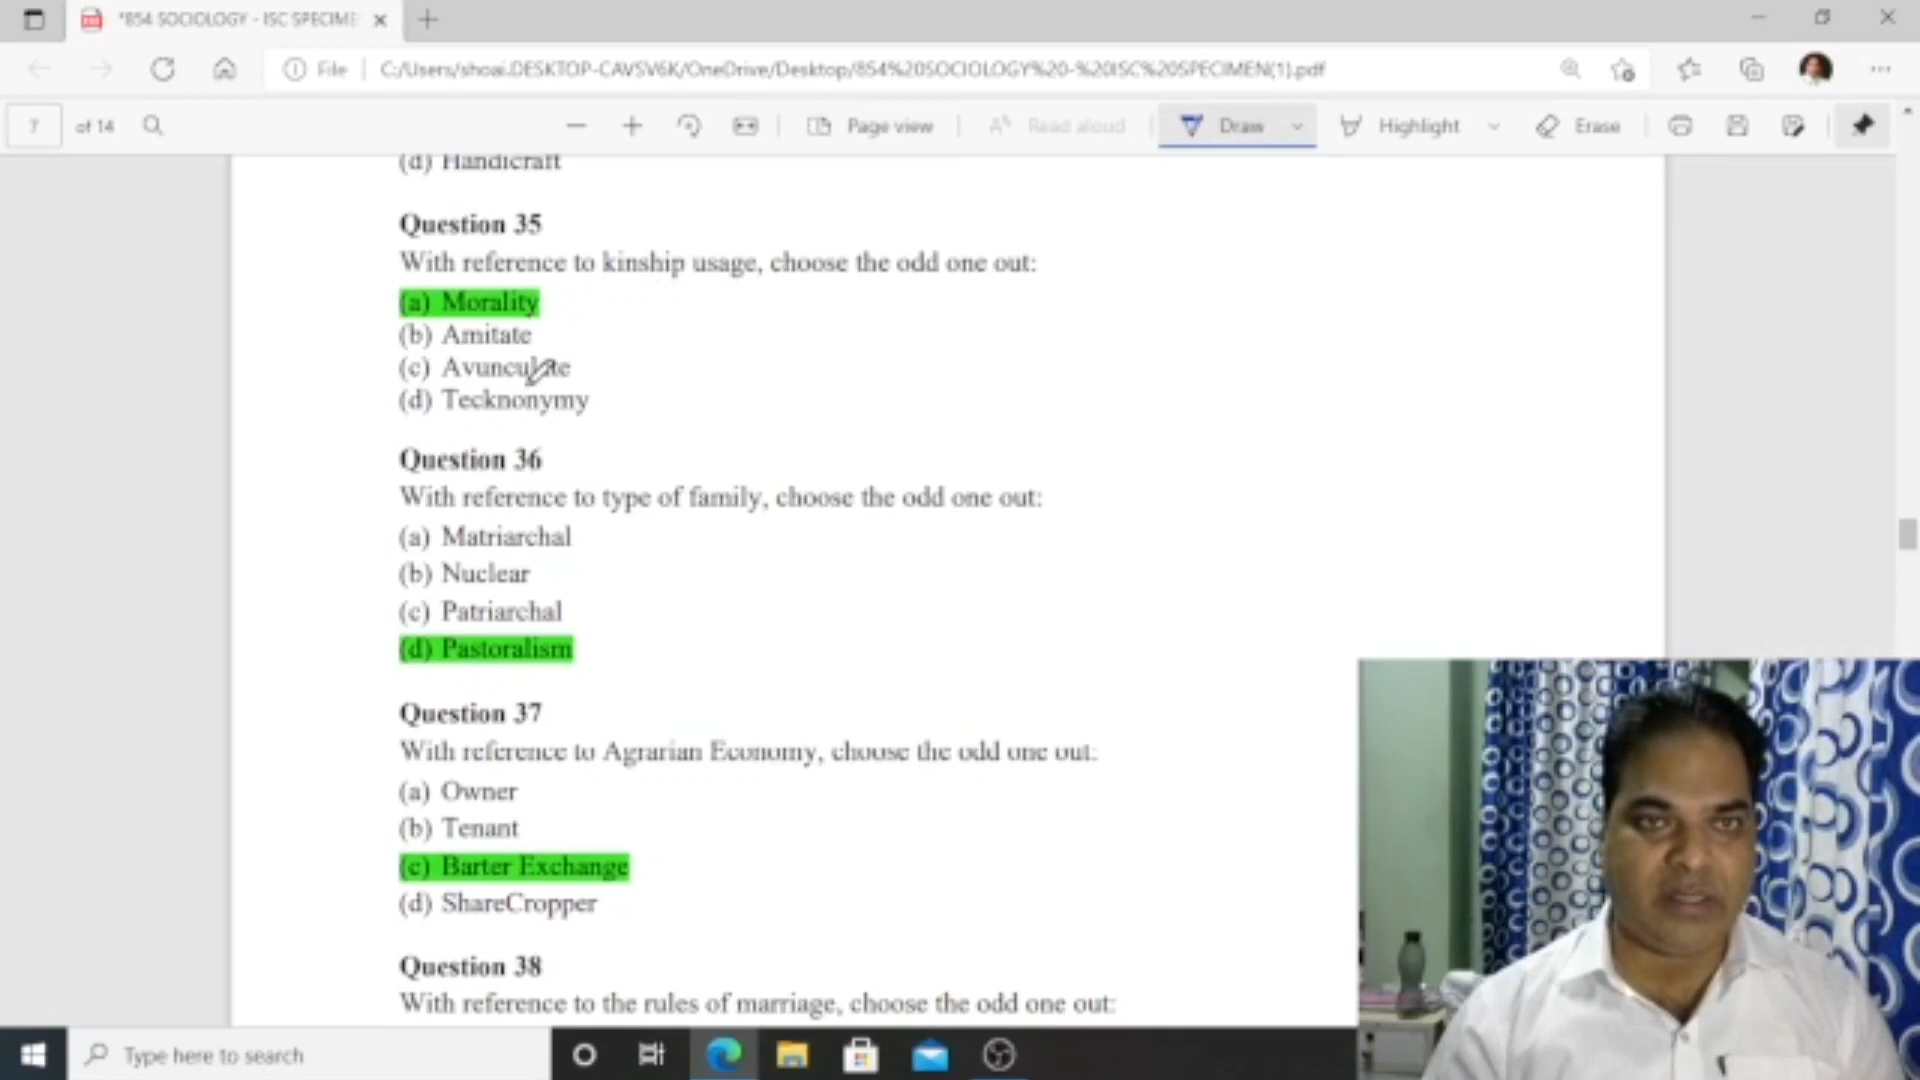 *854 SOCIOLOGY - ISC SPECIME
File
C:/Users/shoai.DESKTOP-CAVSV6K/OneDrive/Desktop/854%20SOCIOLOGY%20-%20ISC%20SPECIMEN(1).pdf
7 of 14
Page view
Read aloud
Draw
Highlight
Erase
(d) Handicraft
Question 35
With reference to kinship usage, choose the odd one out:
(a) Morality
(b) Amitate
(c) Avunculate
(d) Tecknonymy
Question 36
With reference to type of family, choose the odd one out:
(a) Matriarchal
(b) Nuclear
(c) Patriarchal
(d) Pastoralism
Question 37
With reference to Agrarian Economy, choose the odd one out:
(a) Owner
(b) Tenant
(c) Barter Exchange
(d) ShareCropper
Question 38
With reference to the rules of marriage, choose the odd one out:
Type here to search